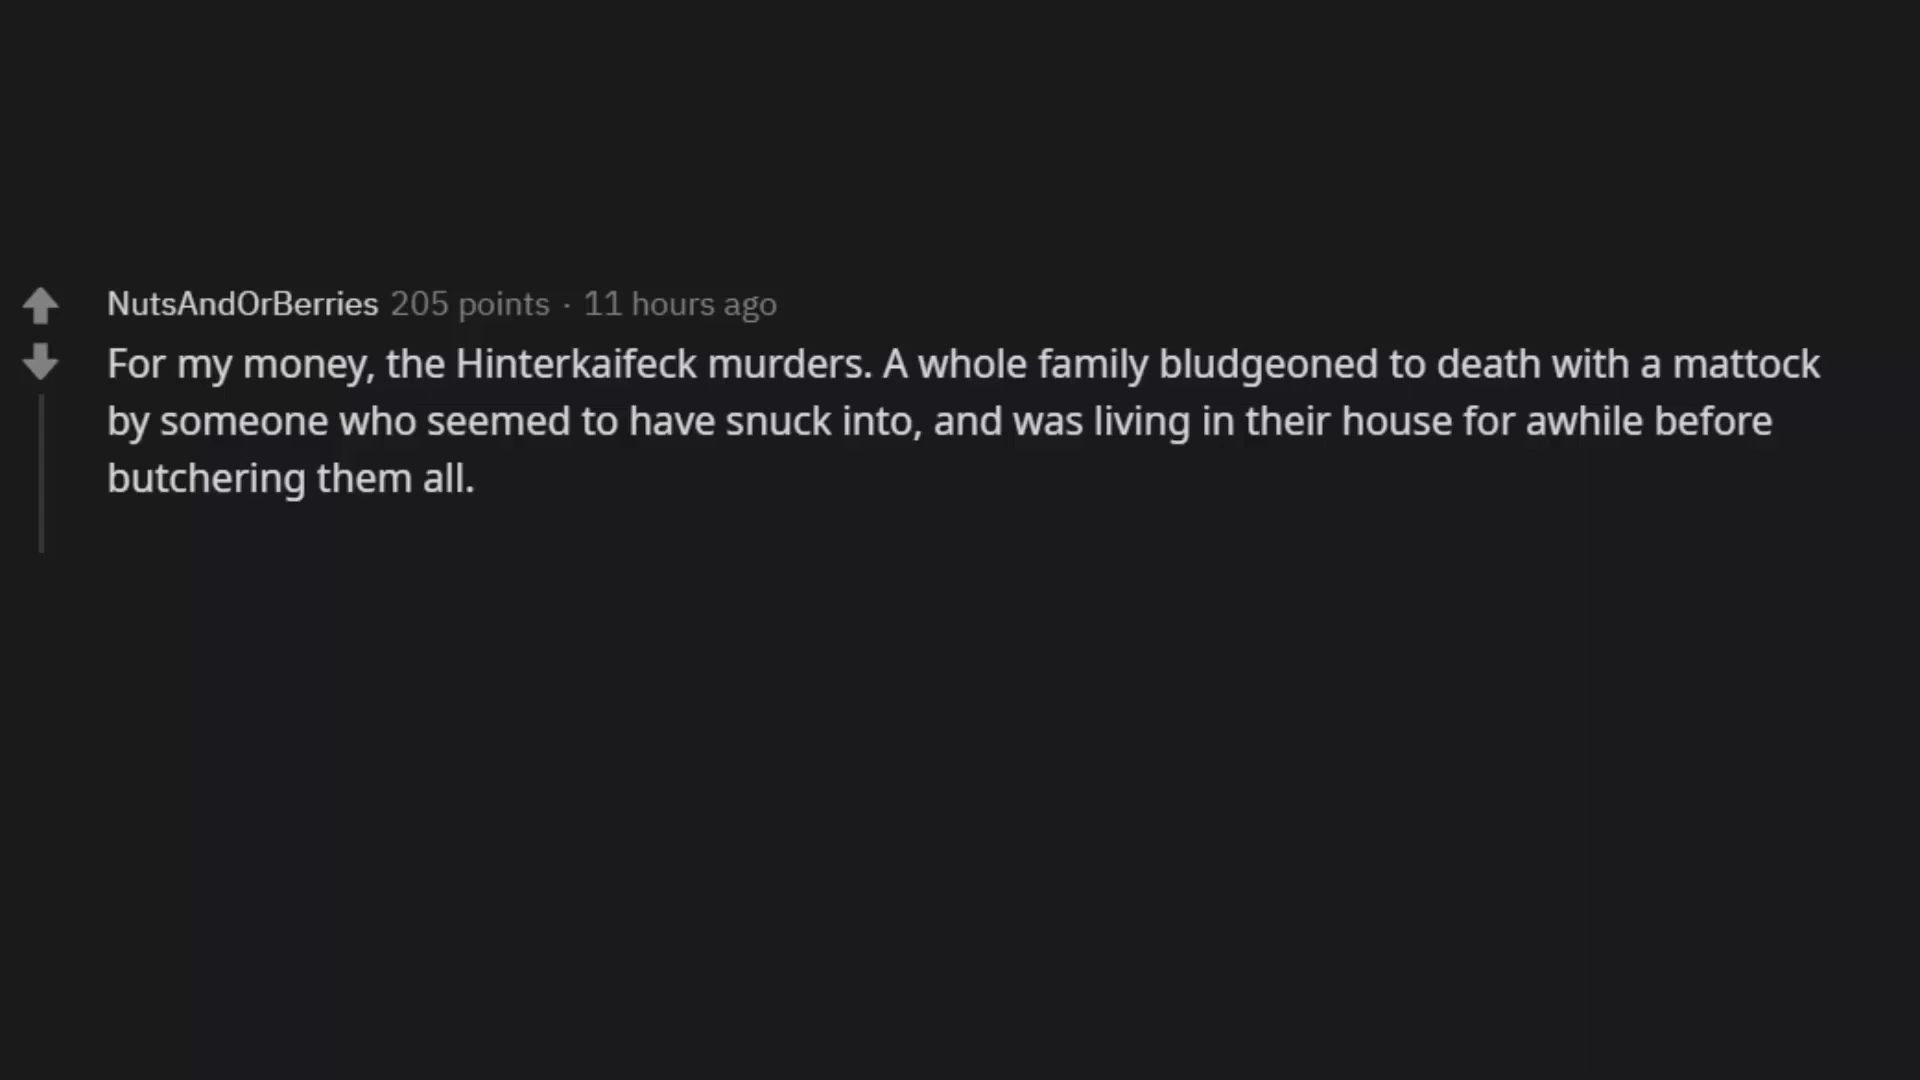 NutsAndOrBerries 205 points · 11 hours ago
For my money, the Hinterkaifeck murders. A whole family bludgeoned to death with a mattock
by someone who seemed to have snuck into, and was living in their house for awhile before
butchering them all.